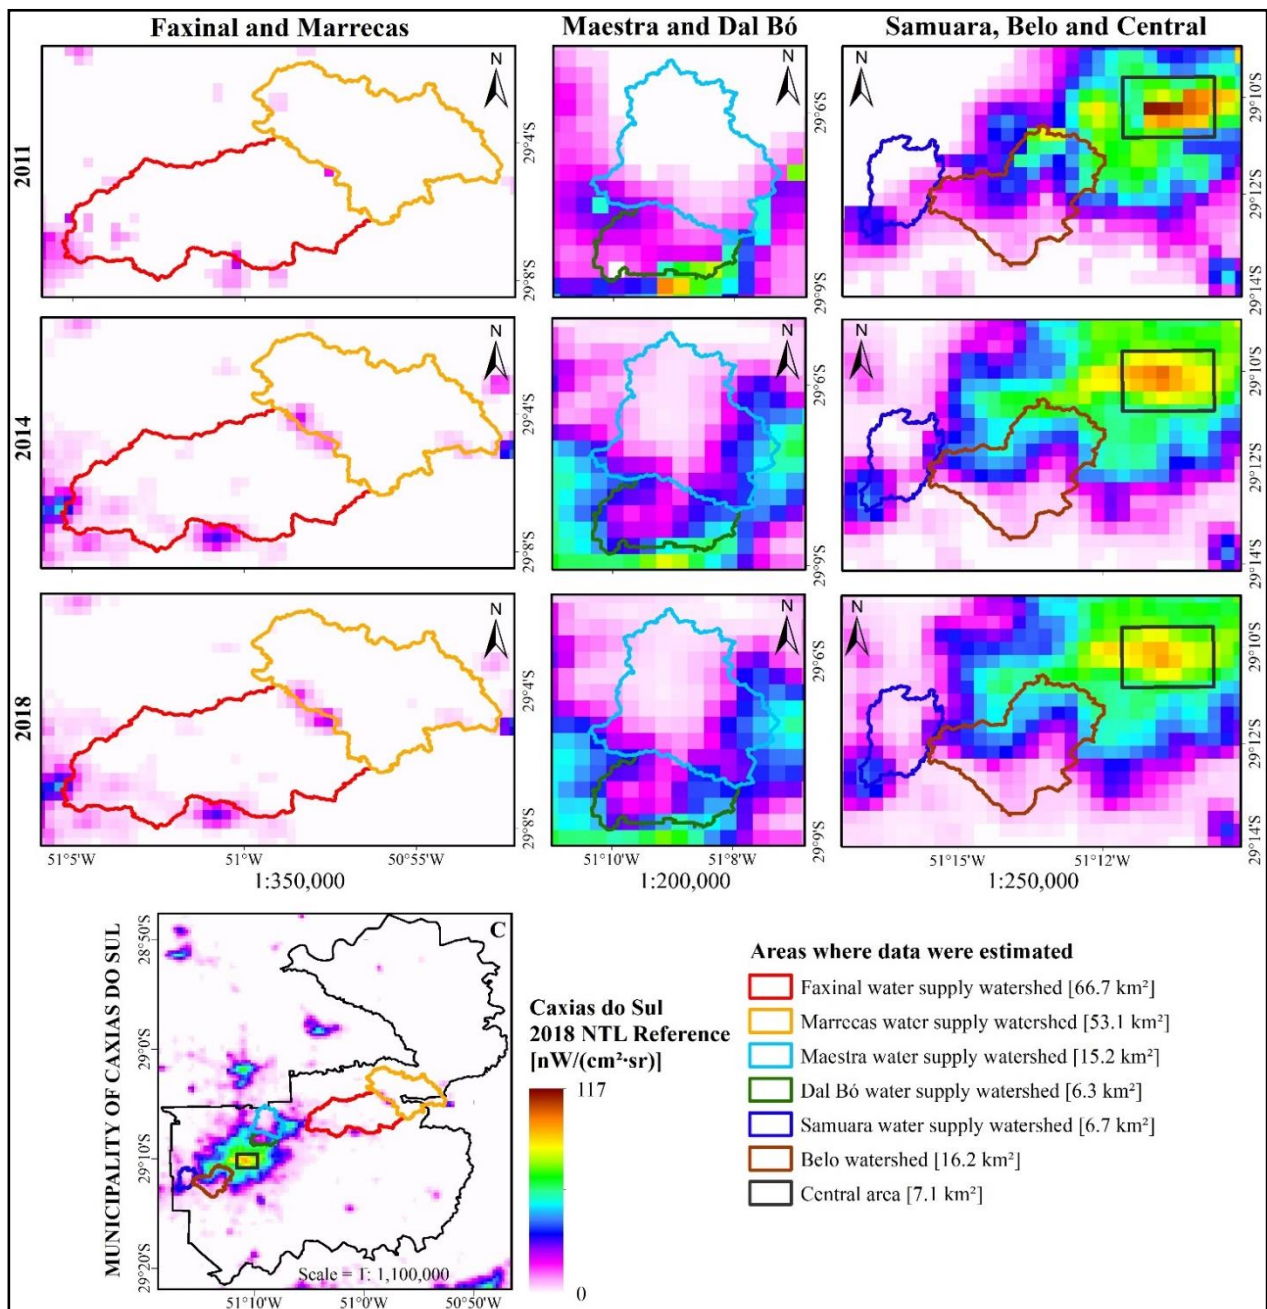 Faxinal and Marrecas
Maestra and Dal Bó
Samuara, Belo and Central
2011
N
29°4'S
29°8'S
N
29°6'S
29°9'S
N
29°10'S
29°12'S
29°14'S
2014
N
29°4'S
29°8'S
N
29°6'S
29°9'S
N
29°10'S
29°12'S
29°14'S
2018
N
29°4'S
29°8'S
N
29°6'S
29°9'S
N
29°10'S
29°12'S
29°14'S
51°5'W 51°W 50°55'W
51°10'W 51°8'W
51°15'W 51°12'W
1:350,000
1:200,000
1:250,000
MUNICIPALITY OF CAXIAS DO SUL
C
28°50'S
29°0'S
29°10'S
29°20'S
Scale = 1: 1,100,000
51°10'W 51°0'W 50°50'W
Caxias do Sul
2018 NTL Reference
[nW/(cm²·sr)]
117
0
Areas where data were estimated
Faxinal water supply watershed [66.7 km²]
Marrecas water supply watershed [53.1 km²]
Maestra water supply watershed [15.2 km²]
Dal Bó water supply watershed [6.3 km²]
Samuara water supply watershed [6.7 km²]
Belo watershed [16.2 km²]
Central area [7.1 km²]